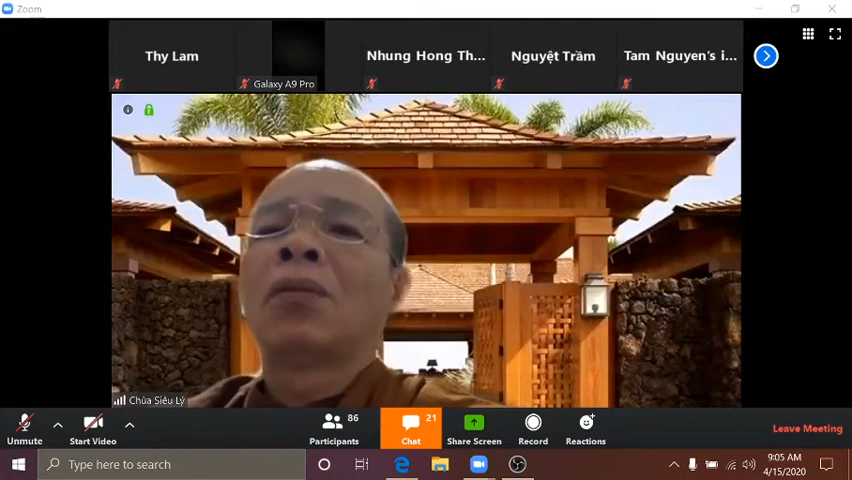 Zoom
Thy Lam
Galaxy A9 Pro
Nhung Hong Th...
Nguyệt Trầm
Tam Nguyen's i...
Chùa Siêu Lý
Unmute
Start Video
86
Participants
21
Chat
Share Screen
Record
Reactions
Leave Meeting
Type here to search
9:05 AM
4/15/2020